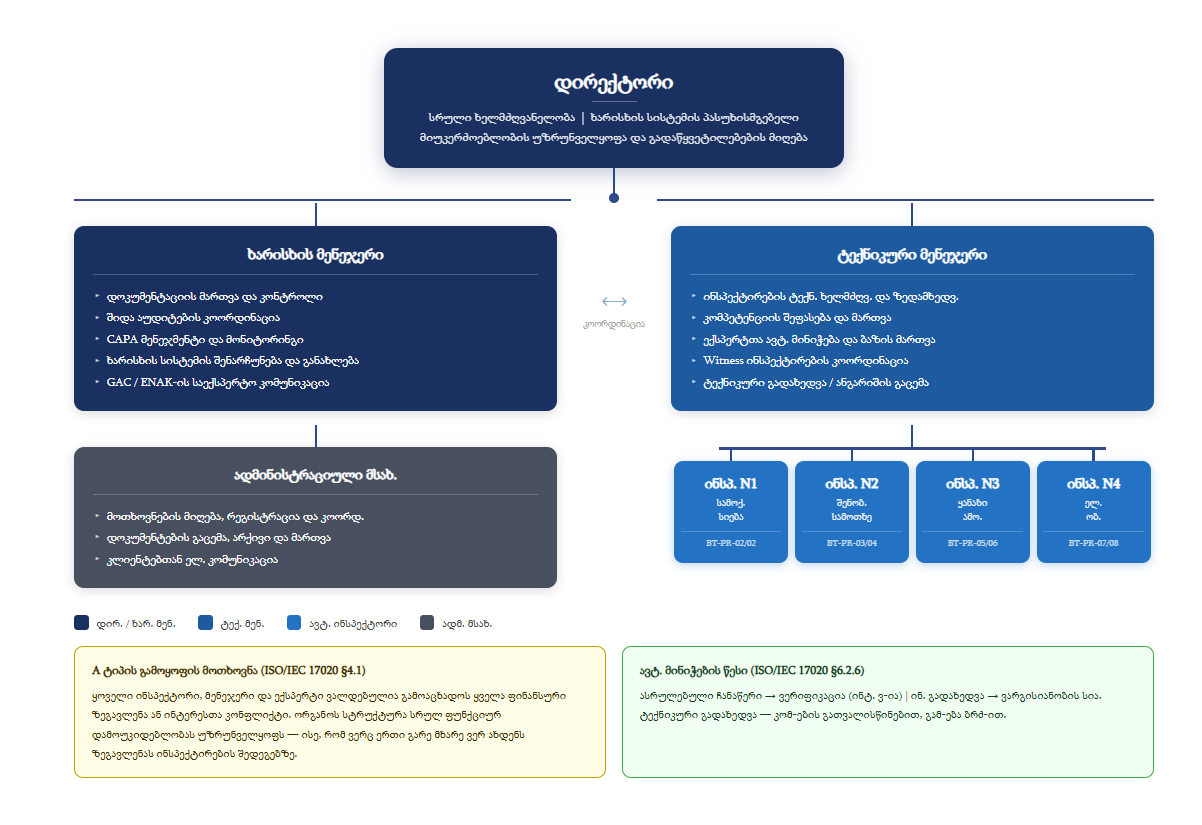 დირექტორი
სრული ხელმძღვანელობა | ხარისხის სისტემის პასუხისმგებელი
მიუკერძოებლობის უზრუნველყოფა და გადაწყვეტილებების მიღება
ხარისხის მენეჯერი
‣ დოკუმენტაციის მართვა და კონტროლი
‣ შიდა აუდიტების კოორდინაცია
‣ CAPA მენეჯმენტი და მონიტორინგი
‣ ხარისხის სისტემის შენარჩუნება და განახლება
‣ GAC / ENAK-ის საექსპერტო კომუნიკაცია
⟷
კოორდინაცია
ტექნიკური მენეჯერი
‣ ინსპექტირების ტექნ. ხელმძღვ. და ზედამხედვ.
‣ კომპეტენციის შეფასება და მართვა
‣ ექსპერტთა ავტ. მინიჭება და ბაზის მართვა
‣ Witness ინსპექტირების კოორდინაცია
‣ ტექნიკური გადახედვა / ანგარიშის გაცემა
ადმინისტრაციული მსახ.
‣ მოთხოვნების მიღება, რეგისტრაცია და კოორდ.
‣ დოკუმენტების გაცემა, არქივი და მართვა
‣ კლიენტებთან ელ. კომუნიკაცია
ინსპ. N1
სამოქ.
სიება
BT-PR-02/02
ინსპ. N2
შენობ.
სამოთხე
BT-PR-03/04
ინსპ. N3
ყანახი
ამო.
BT-PR-05/06
ინსპ. N4
ელ.
ობ.
BT-PR-07/08
დირ. / ხარ. მენ.
ტექ. მენ.
ავტ. ინსპექტორი
ადმ. მსახ.
A ტიპის გამოყოფის მოთხოვნა (ISO/IEC 17020 §4.1)
ყოველი ინსპექტორი, მენეჯერი და ექსპერტი ვალდებულია გამოაცხადოს ყველა ფინანსური
ზეგავლენა ან ინტერესთა კონფლიქტი. ორგანოს სტრუქტურა სრულ ფუნქციურ
დამოუკიდებლობას უზრუნველყოფს — ისე, რომ ვერც ერთი გარე მხარე ვერ ახდენს
ზეგავლენას ინსპექტირების შედეგებზე.
ავტ. მინიჭების წესი (ISO/IEC 17020 §6.2.6)
ასრულებული ჩანაწერი → ვერიფიკაცია (ინტ. ვ-ია) | ინ. გადახედვა → ვარგისიანობის სია.
ტექნიკური გადახედვა — კომ-ების გათვალისწინებით, გამ-ება ბრძ-ით.